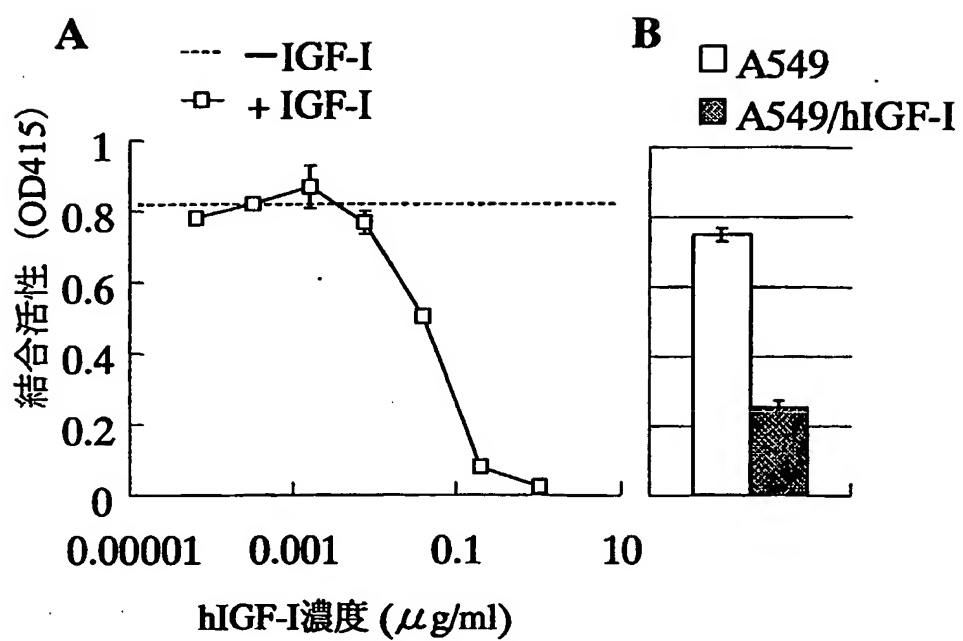 A
--- − IGF-I
-□- + IGF-I
B
□ A549
■ A549/hIGF-I
結合活性 (OD415)
1
0.8
0.6
0.4
0.2
0
0.00001 0.001 0.1 10
hIGF-I濃度 (μg/ml)